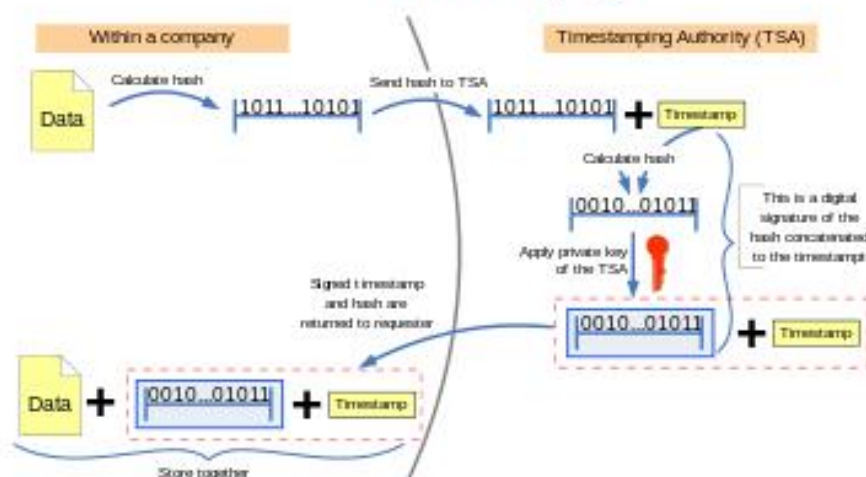 Within a company
Timestamping Authority (TSA)
Calculate hash
Send hash to TSA
Data
1011...10101
1011...10101
+
Timestamp
Calculate hash
0010...01011
This is a digital
signature of the
hash concatenated
to the timestamp
Apply private key
of the TSA
Signed timestamp
and hash are
returned to requester
0010...01011
+
Timestamp
Data
+
0010...01011
+
Timestamp
Store together